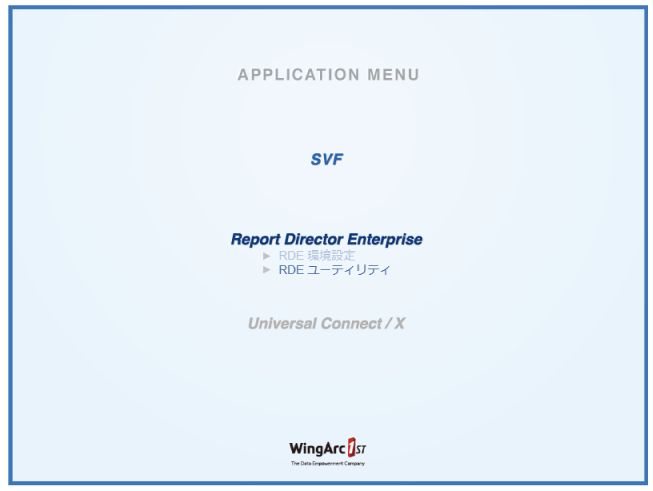 APPLICATION MENU
SVF
Report Director Enterprise
▶ RDE 環境設定
▶ RDE ユーティリティ
Universal Connect / X
WingArc 1ST
The Data Empowerment Company